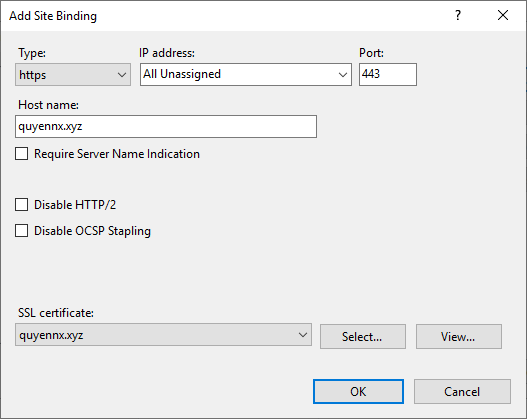 Add Site Binding
?
Type:
IP address:
Port:
https
All Unassigned
443
Host name:
quyennx.xyz
Require Server Name Indication
Disable HTTP/2
Disable OCSP Stapling
SSL certificate:
quyennx.xyz
Select...
View...
OK
Cancel